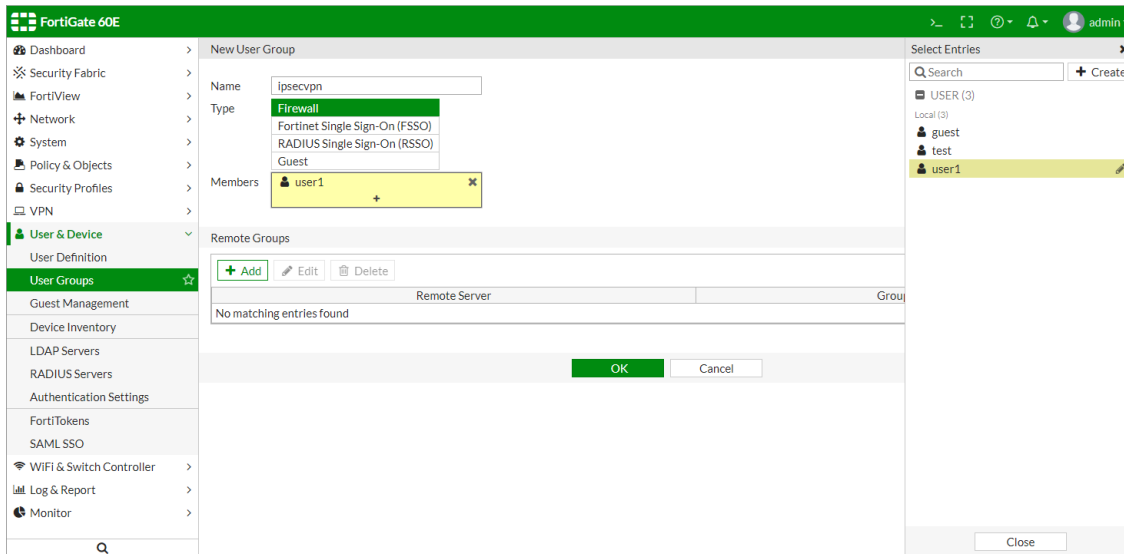 FortiGate 60E
>_
admin
Dashboard
Security Fabric
FortiView
Network
System
Policy & Objects
Security Profiles
VPN
User & Device
User Definition
User Groups
Guest Management
Device Inventory
LDAP Servers
RADIUS Servers
Authentication Settings
FortiTokens
SAML SSO
WiFi & Switch Controller
Log & Report
Monitor
New User Group
Name ipsecvpn
Type Firewall
Fortinet Single Sign-On (FSSO)
RADIUS Single Sign-On (RSSO)
Guest
Members user1
+
Remote Groups
+ Add Edit Delete
Remote Server Group
No matching entries found
OK Cancel
Select Entries
Search + Create
USER (3)
Local (3)
guest
test
user1
Close